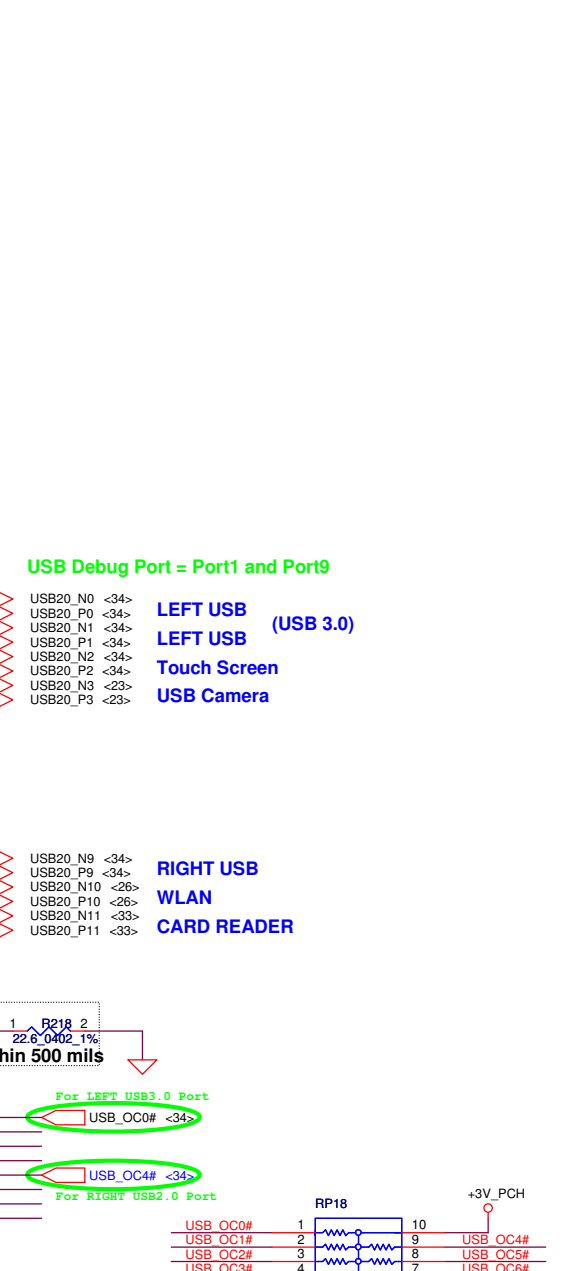 USB Debug Port = Port1 and Port9
USB20_N0 <34>
USB20_P0 <34>
LEFT USB
USB20_N1 <34>
(USB 3.0)
USB20_P1 <34>
LEFT USB
USB20_N2 <34>
USB20_P2 <34>
Touch Screen
USB20_N3 <23>
USB20_P3 <23>
USB Camera
USB20_N9 <34>
USB20_P9 <34>
RIGHT USB
USB20_N10 <26>
USB20_P10 <26>
WLAN
USB20_N11 <33>
USB20_P11 <33>
CARD READER
1 R218 2
22.6_0402_1%
hin 500 mils
For LEFT USB3.0 Port
USB_OC0# <34>
USB_OC4# <34>
For RIGHT USB2.0 Port
RP18
+3V_PCH
USB_OC0# 1 10
USB_OC1# 2 9 USB_OC4#
USB_OC2# 3 8 USB_OC5#
USB_OC3# 4 7 USB_OC6#